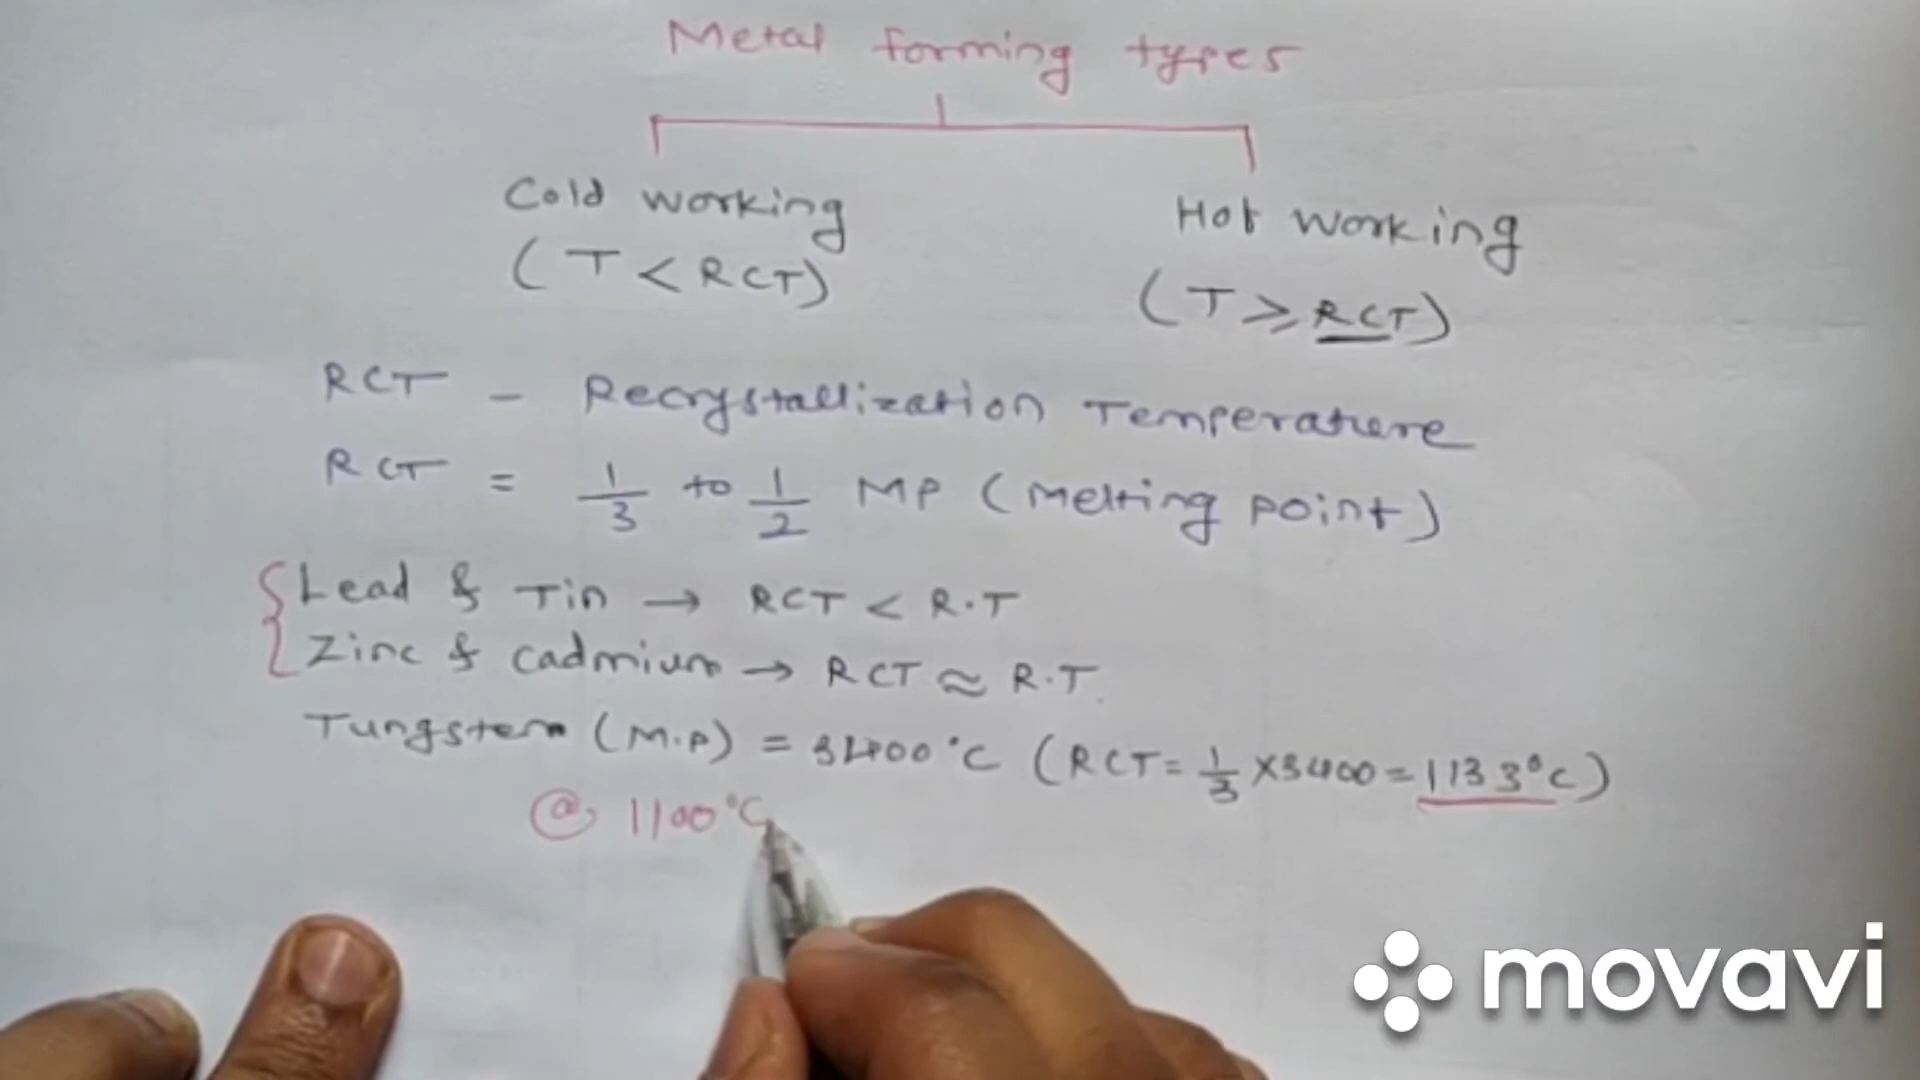 Metal forming types
Cold working
(T < RCT)
Hot working
(T ≥ RCT)
RCT - Recrystallization Temperature
RCT = 1/3 to 1/2 MP (Melting point)
Lead & Tin → RCT < R.T
Zinc & Cadmium → RCT ≈ R.T.
Tungsten (M.P) = 3400°C (RCT = 1/3 × 3400 = 1133°C)
@ 1100°C
movavi